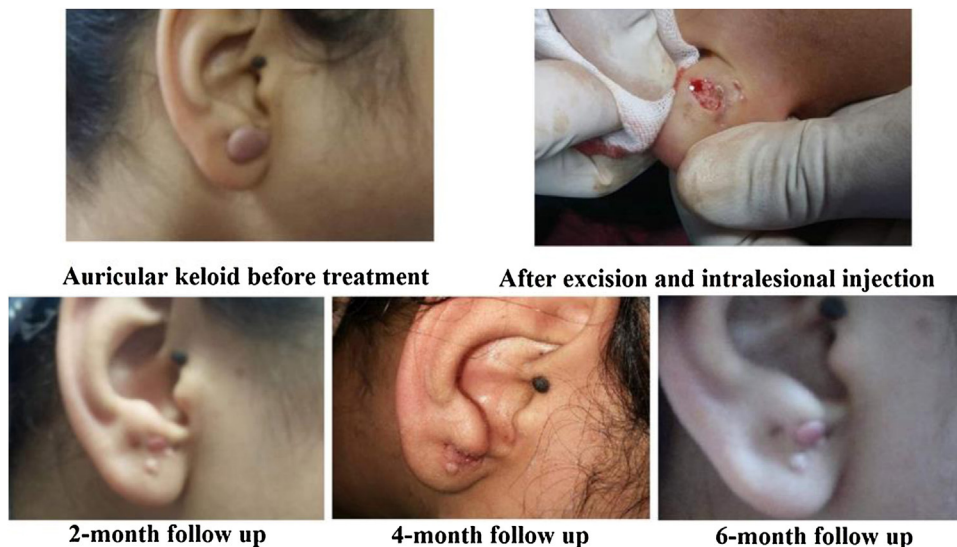 Auricular keloid before treatment
After excision and intralesional injection
2-month follow up
4-month follow up
6-month follow up